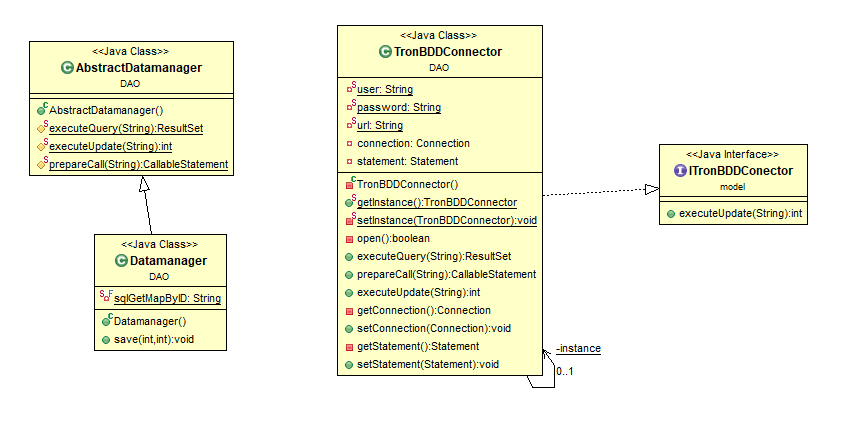 <<Java Class>>
AbstractDatamanager
DAO
AbstractDatamanager()
executeQuery(String):ResultSet
executeUpdate(String):int
prepareCall(String):CallableStatement
<<Java Class>>
Datamanager
DAO
sqlGetMapByID: String
Datamanager()
save(int,int):void
<<Java Class>>
TronBDDConnector
DAO
user: String
password: String
url: String
connection: Connection
statement: Statement
TronBDDConnector()
getInstance():TronBDDConnector
setInstance(TronBDDConnector):void
open():boolean
executeQuery(String):ResultSet
prepareCall(String):CallableStatement
executeUpdate(String):int
getConnection():Connection
setConnection(Connection):void
getStatement():Statement
setStatement(Statement):void
-instance
0..1
<<Java Interface>>
ITronBDDConector
model
executeUpdate(String):int